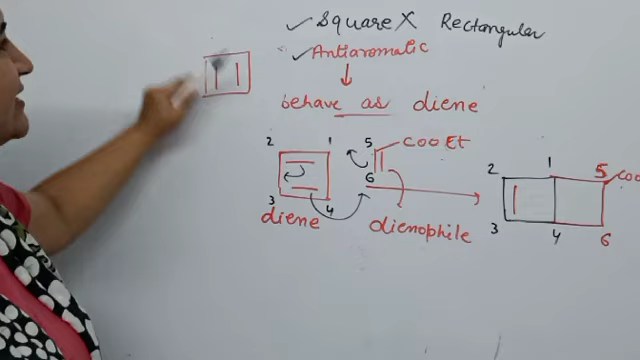 ✓ Square X Rectangular
✓ Antiaromatic
↓
behave as diene
2 1 5 COOEt
6
3 4
diene dienophile
2 1 5 COO
3 4 6